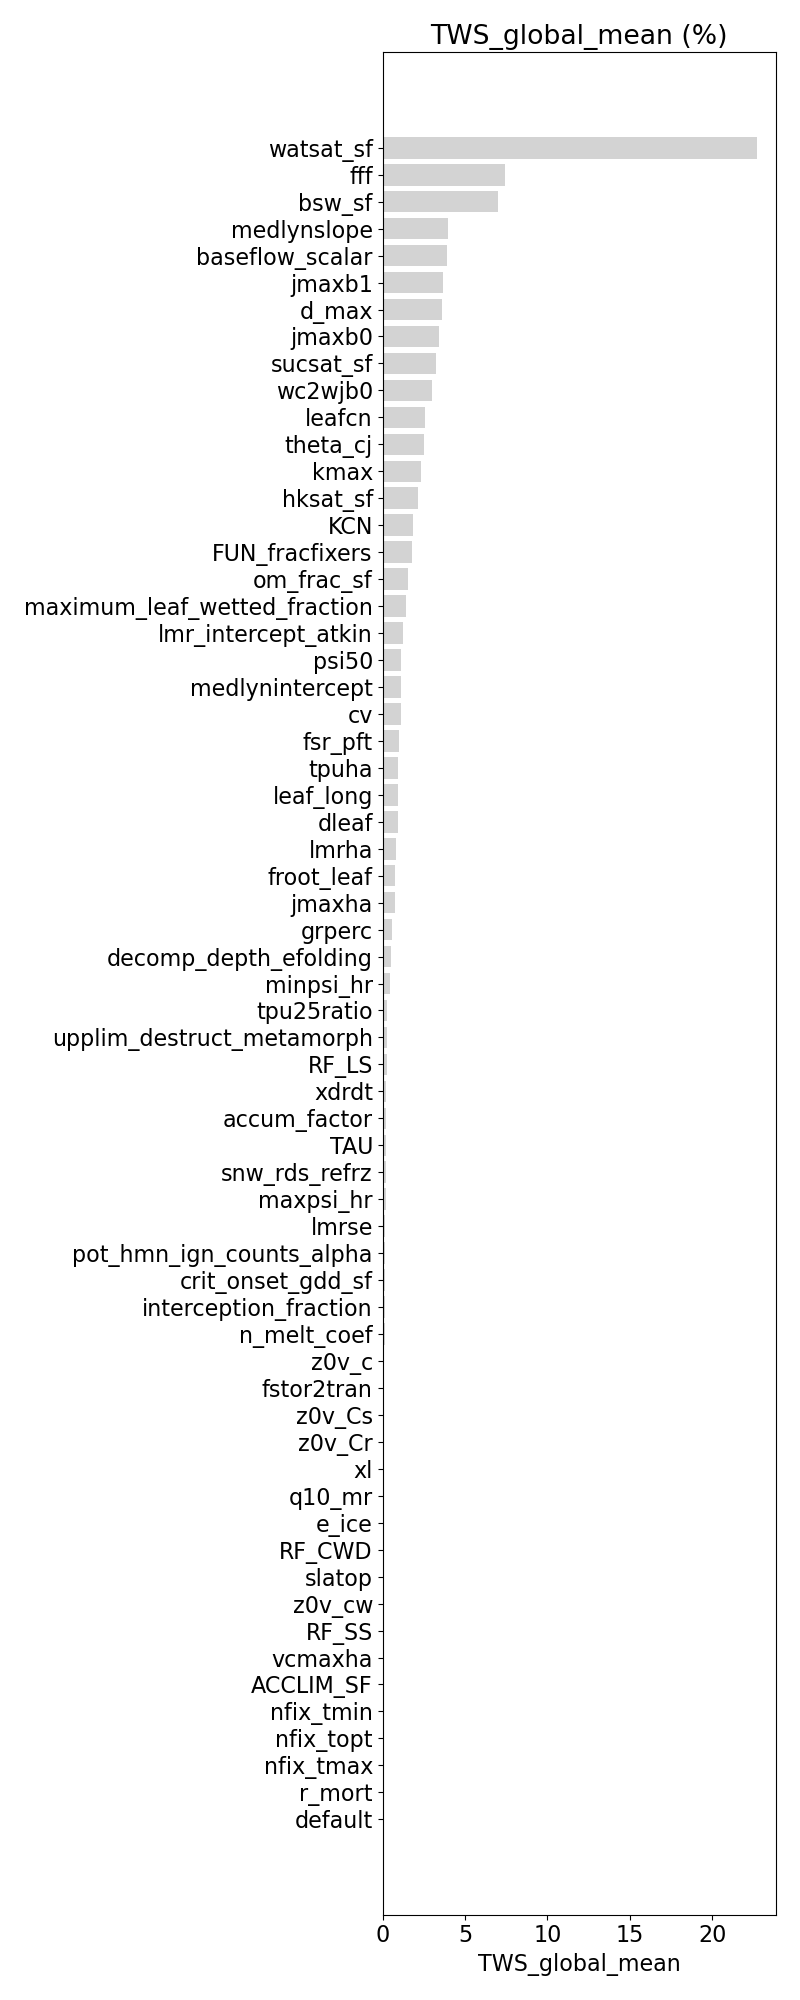 TWS_global_mean (%)
watsat_sf
fff
bsw_sf
medlynslope
baseflow_scalar
jmaxb1
d_max
jmaxb0
sucsat_sf
wc2wjb0
leafcn
theta_cj
kmax
hksat_sf
KCN
FUN_fracfixers
om_frac_sf
maximum_leaf_wetted_fraction
lmr_intercept_atkin
psi50
medlynintercept
cv
fsr_pft
tpuha
leaf_long
dleaf
lmrha
froot_leaf
jmaxha
grperc
decomp_depth_efolding
minpsi_hr
tpu25ratio
upplim_destruct_metamorph
RF_LS
xdrdt
accum_factor
TAU
snw_rds_refrz
maxpsi_hr
lmrse
pot_hmn_ign_counts_alpha
crit_onset_gdd_sf
interception_fraction
n_melt_coef
z0v_c
fstor2tran
z0v_Cs
z0v_Cr
xl
q10_mr
e_ice
RF_CWD
slatop
z0v_cw
RF_SS
vcmaxha
ACCLIM_SF
nfix_tmin
nfix_topt
nfix_tmax
r_mort
default
0 5 10 15 20
TWS_global_mean